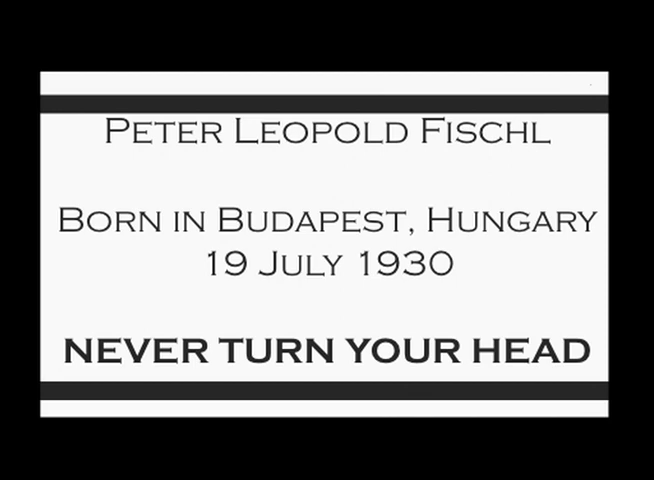 PETER LEOPOLD FISCHL
BORN IN BUDAPEST, HUNGARY
19 JULY 1930
NEVER TURN YOUR HEAD